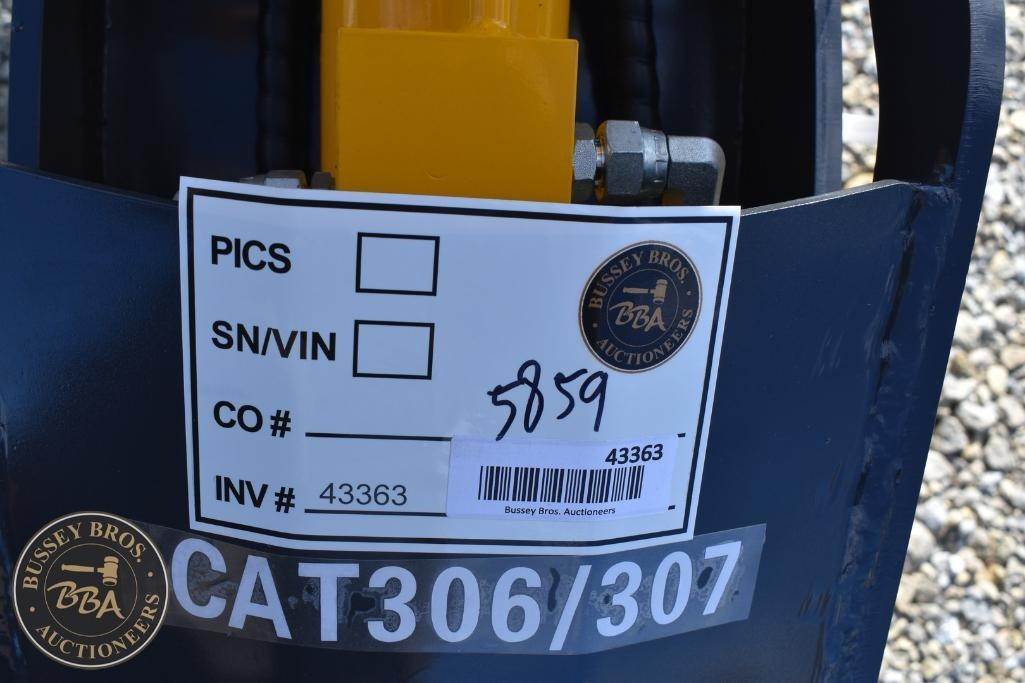 PICS
BUSSEY BROS.
BBA
AUCTIONEERS
SN/VIN
5859
CO #
43363
INV # 43363
Bussey Bros. Auctioneers
CAT306/307
BUSSEY BROS.
BBA
AUCTIONEERS